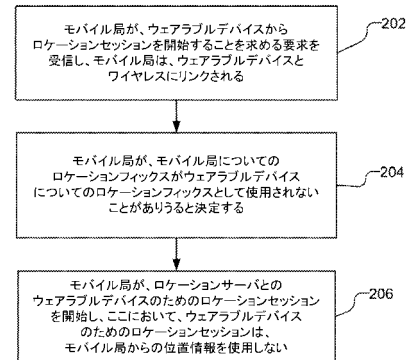 モバイル局が、ウェアラブルデバイスから
ロケーションセッションを開始することを求める要求を
受信し、モバイル局は、ウェアラブルデバイスと
ワイヤレスにリンクされる
202
モバイル局が、モバイル局についての
ロケーションフィックスがウェアラブルデバイス
についてのロケーションフィックスとして使用されない
ことがありうると決定する
204
モバイル局が、ロケーションサーバとの
ウェアラブルデバイスのためのロケーションセッション
を開始し、ここにおいて、ウェアラブルデバイス
のためのロケーションセッションは、
モバイル局からの位置情報を使用しない
206